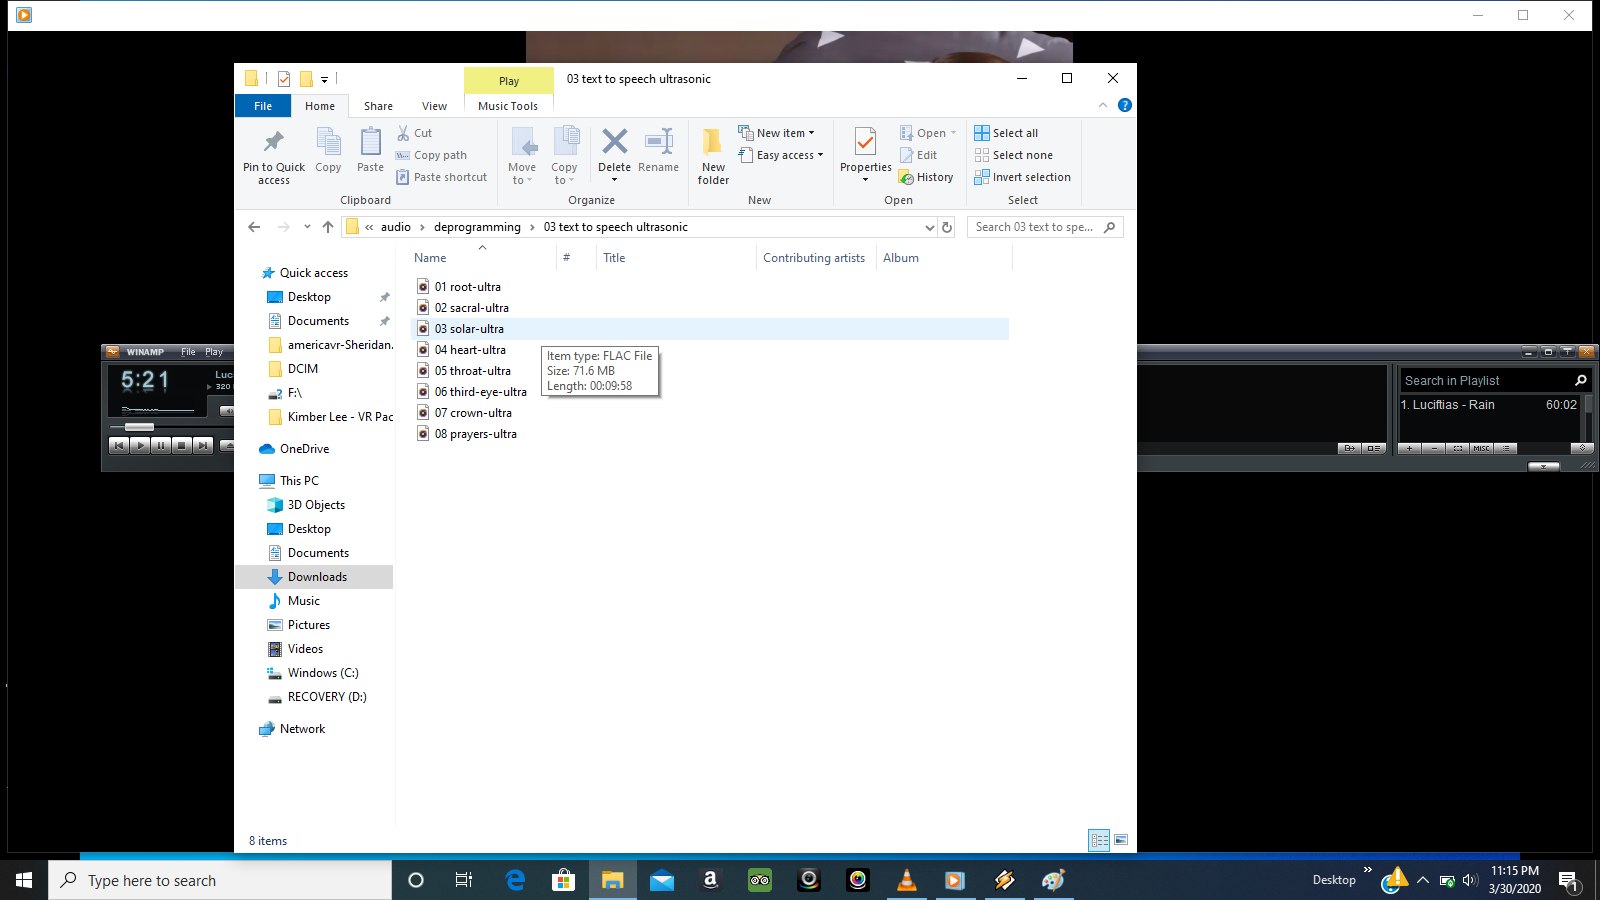 Play
03 text to speech ultrasonic
File
Home
Share
View
Music Tools
Pin to Quick access
Copy
Paste
Cut
Copy path
Paste shortcut
Move to
Copy to
Delete
Rename
New folder
New item
Easy access
Properties
Open
Edit
History
Select all
Select none
Invert selection
Clipboard
Organize
New
Open
Select
« audio › deprogramming › 03 text to speech ultrasonic
Search 03 text to spe...
Name
#
Title
Contributing artists
Album
Quick access
Desktop
Documents
americavr-Sheridan.
DCIM
F:\
Kimber Lee - VR Pac
OneDrive
This PC
3D Objects
Desktop
Documents
Downloads
Music
Pictures
Videos
Windows (C:)
RECOVERY (D:)
Network
01 root-ultra
02 sacral-ultra
03 solar-ultra
04 heart-ultra
05 throat-ultra
06 third-eye-ultra
07 crown-ultra
08 prayers-ultra
Item type: FLAC File
Size: 71.6 MB
Length: 00:09:58
8 items
WINAMP File Play
5:21
Luc
320
Search in Playlist
1. Luciftias - Rain 60:02
MISC
Type here to search
Desktop
11:15 PM
3/30/2020
1